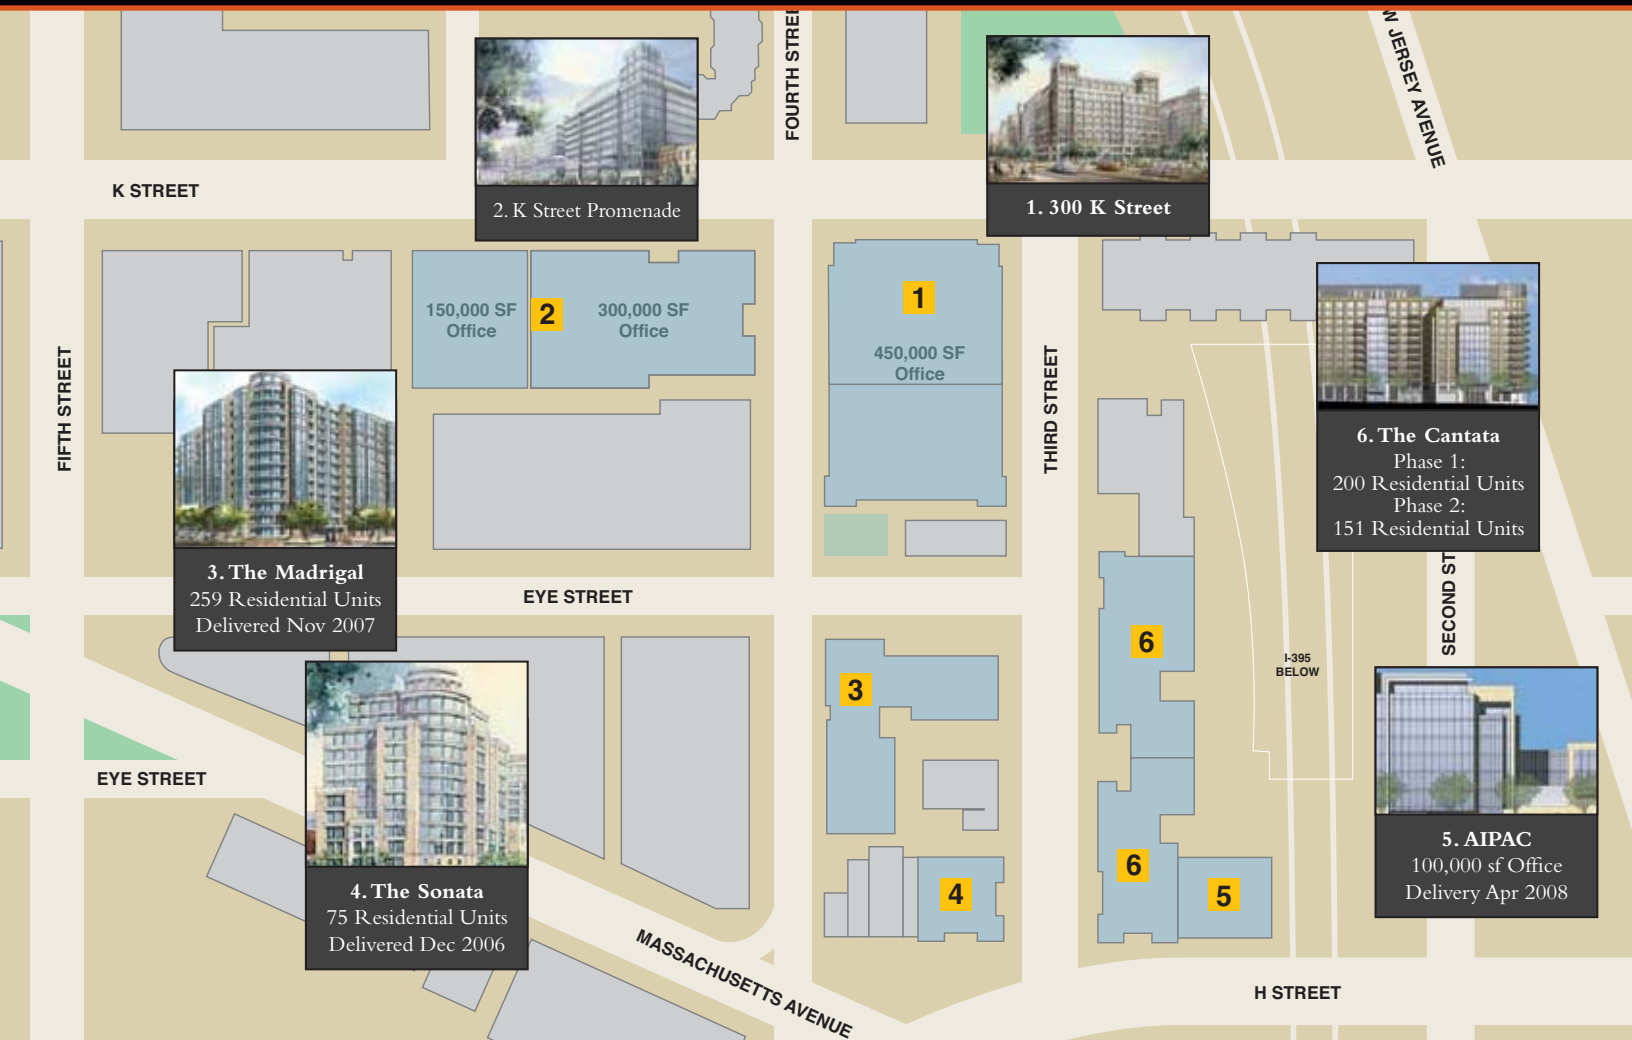 FOURTH STREE
W JERSEY AVENUE
K STREET
2. K Street Promenade
1. 300 K Street
150,000 SF
Office
2
300,000 SF
Office
1
450,000 SF
Office
FIFTH STREET
THIRD STREET
6. The Cantata
Phase 1:
200 Residential Units
Phase 2:
151 Residential Units
3. The Madrigal
259 Residential Units
Delivered Nov 2007
EYE STREET
SECOND ST
6
I-395
BELOW
3
EYE STREET
4. The Sonata
75 Residential Units
Delivered Dec 2006
6
5
4
5. AIPAC
100,000 sf Office
Delivery Apr 2008
MASSACHUSETTS AVENUE
H STREET